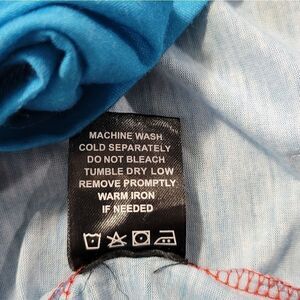 MACHINE WASH
COLD SEPARATELY
DO NOT BLEACH
TUMBLE DRY LOW
REMOVE PROMPTLY
WARM IRON
IF NEEDED